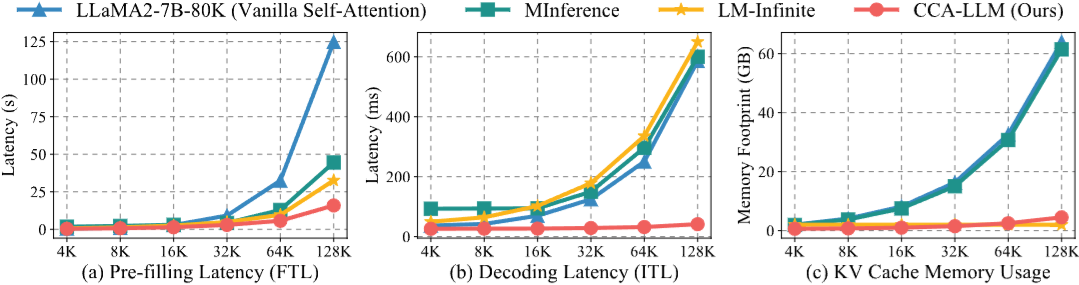 LLaMA2-7B-80K (Vanilla Self-Attention) MInference LM-Infinite CCA-LLM (Ours)
Latency (s)
125
100
75
50
25
0
4K 8K 16K 32K 64K 128K
(a) Pre-filling Latency (FTL)
Latency (ms)
600
400
200
0
4K 8K 16K 32K 64K 128K
(b) Decoding Latency (ITL)
Memory Footprint (GB)
60
40
20
0
4K 8K 16K 32K 64K 128K
(c) KV Cache Memory Usage